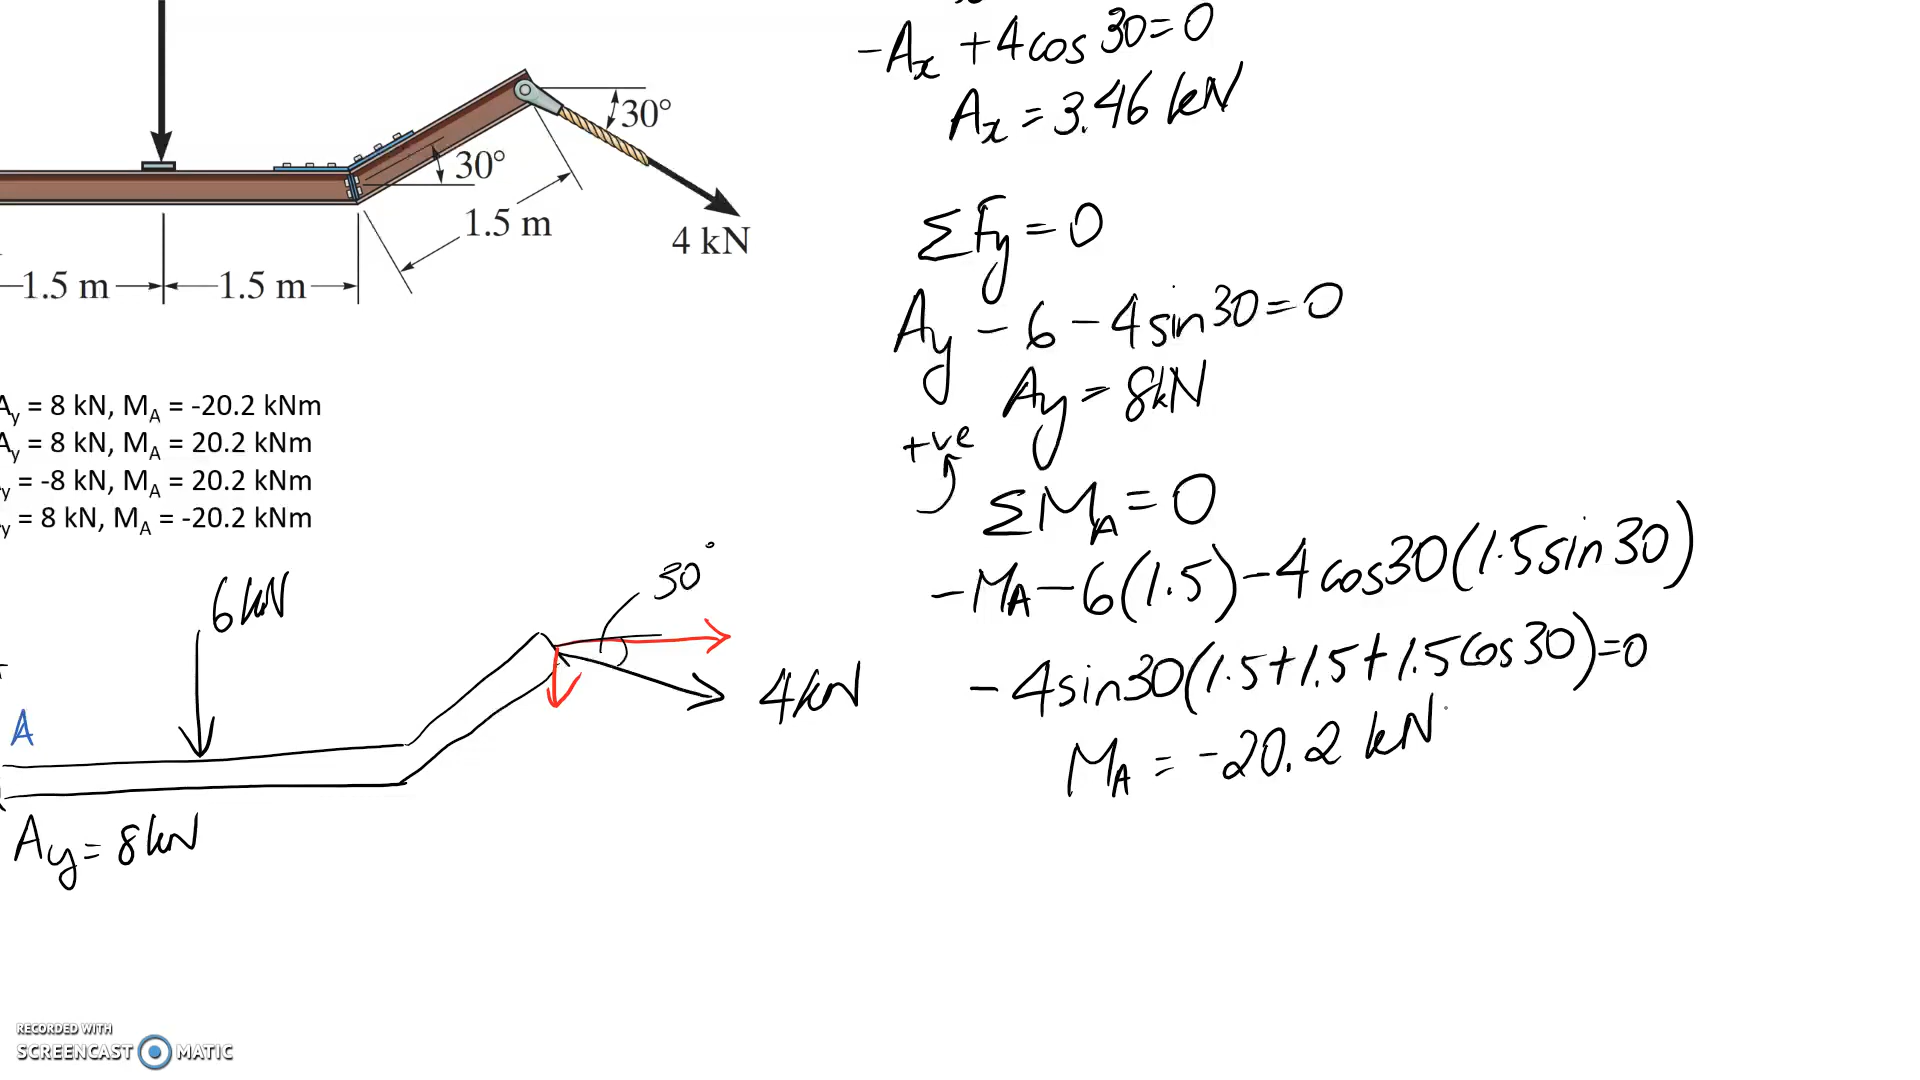 30°
30°
1.5 m
4 kN
1.5 m
1.5 m
Ay = 8 kN, MA = -20.2 kNm
Ay = 8 kN, MA = 20.2 kNm
y = -8 kN, MA = 20.2 kNm
y = 8 kN, MA = -20.2 kNm
6kN
30°
4kN
A
Ay = 8kN
-Ax + 4cos 30=0
Ax = 3.46 kN
ΣFy = 0
Ay - 6 - 4sin30=0
Ay = 8kN
+ve
ΣMA = 0
-MA - 6(1.5) - 4cos30(1.5sin30)
- 4sin30(1.5+1.5+1.5cos30)=0
MA = -20.2 kN
RECORDED WITH
SCREENCAST MATIC